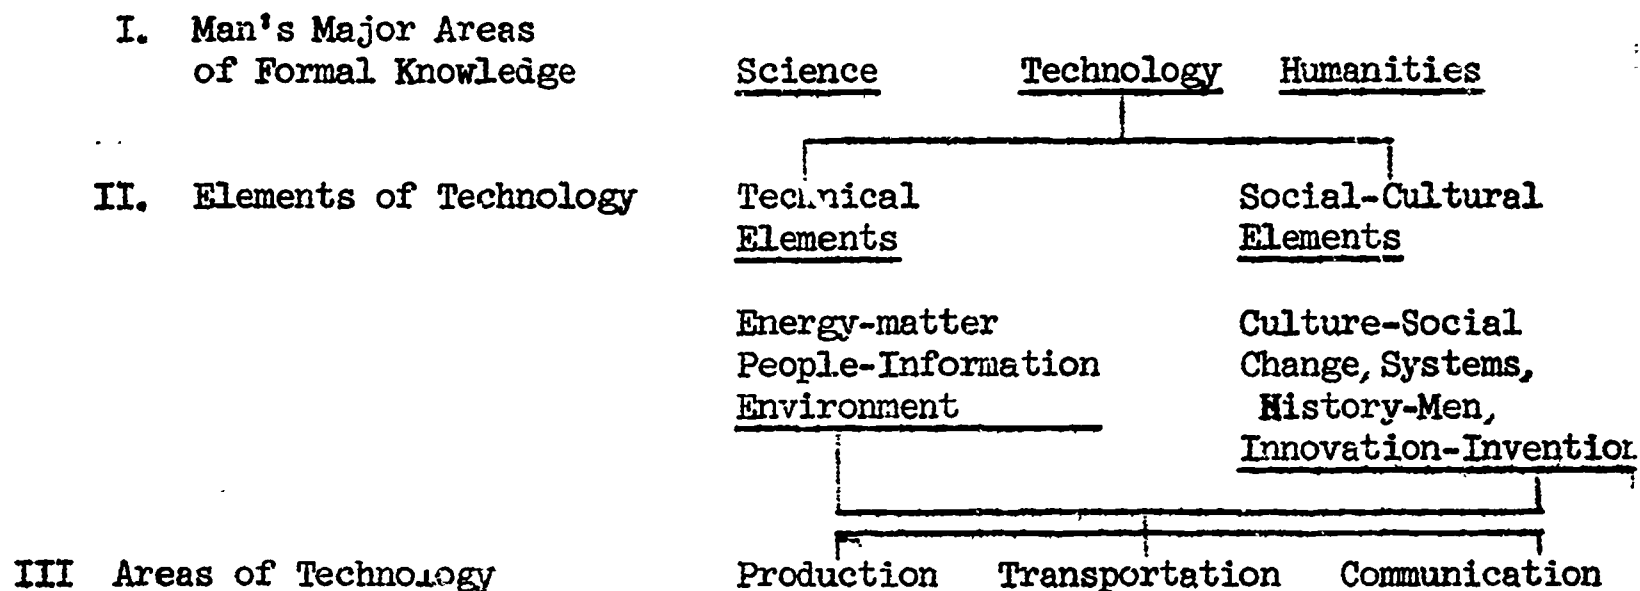 I. Man's Major Areas
of Formal Knowledge
Science Technology Humanities
II. Elements of Technology
Technical
Elements
Social-Cultural
Elements
Energy-matter
People-Information
Environment
Culture-Social
Change, Systems,
History-Men,
Innovation-Invention
III Areas of Technology
Production Transportation Communication